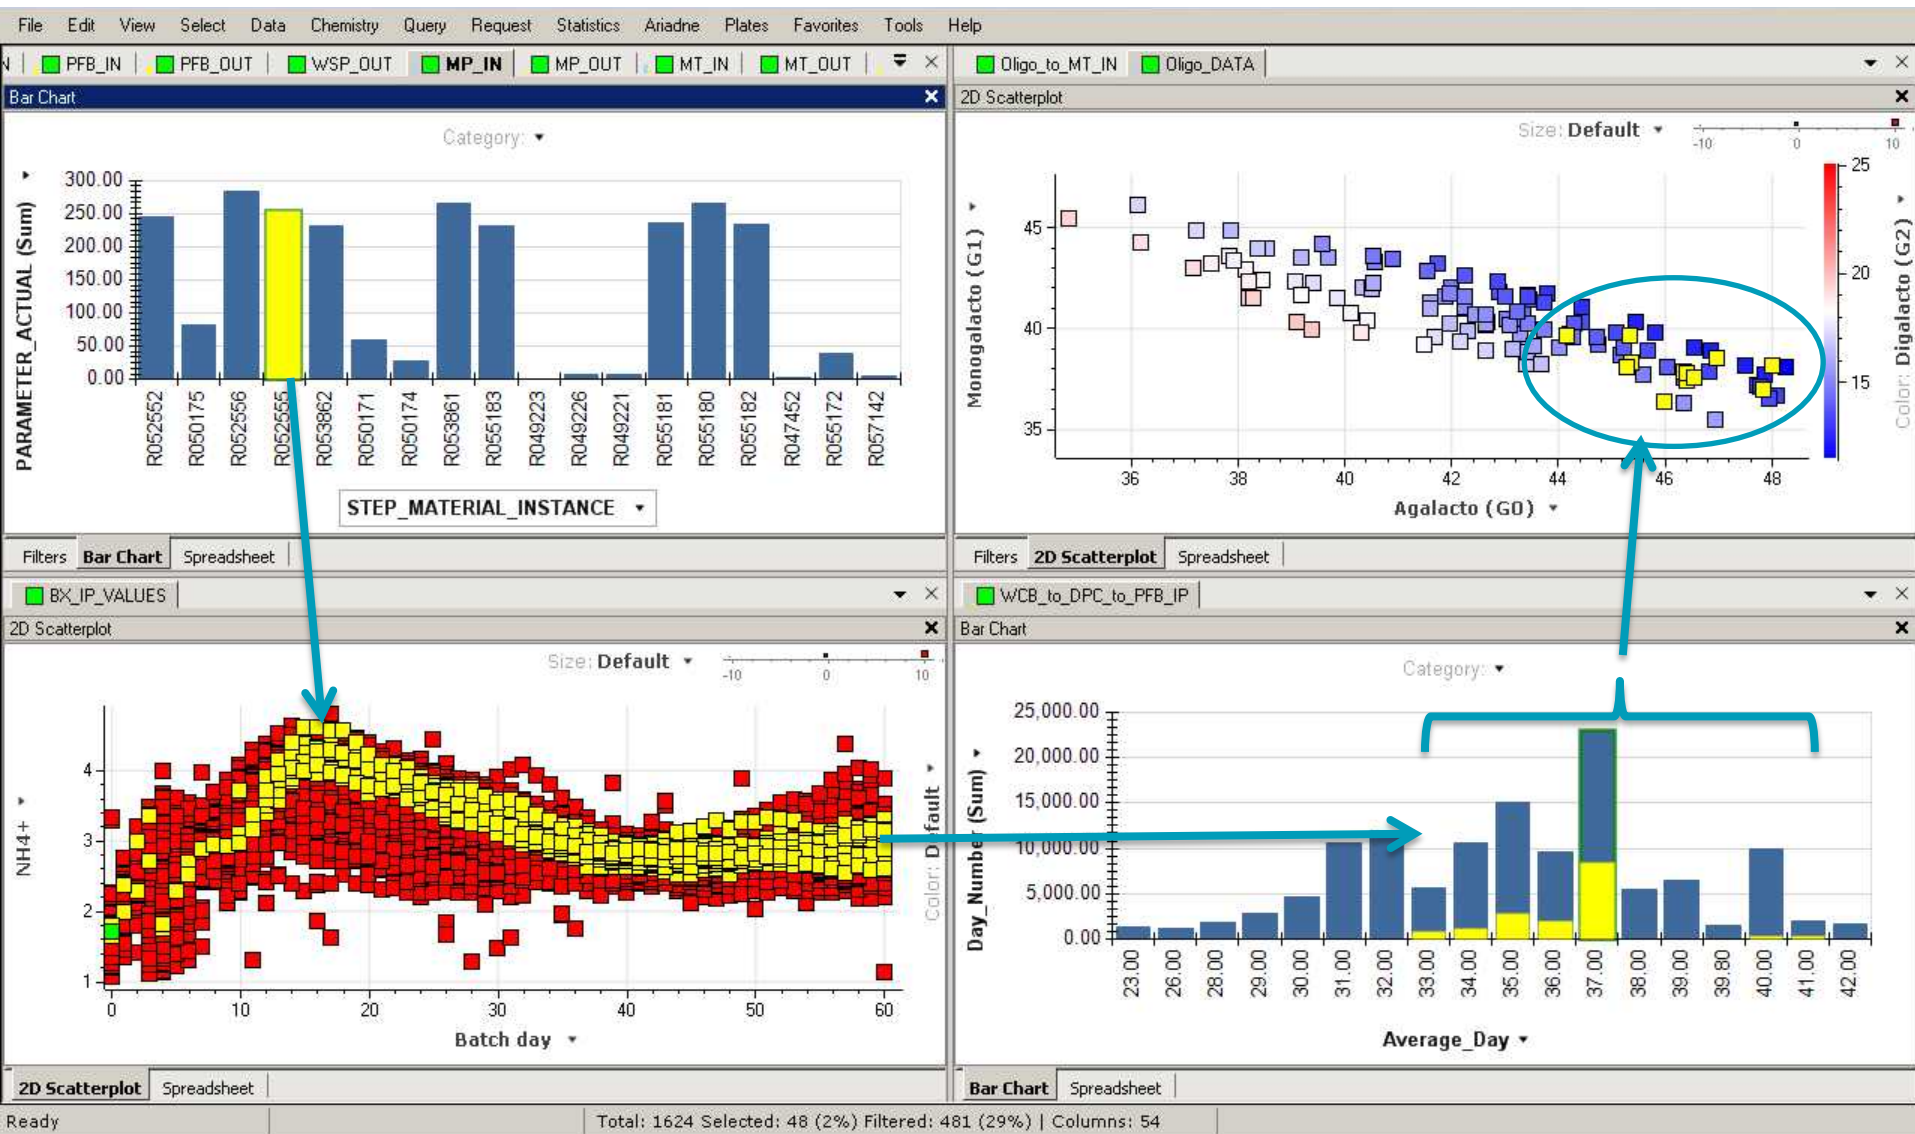 File Edit View Select Data Chemistry Query Request Statistics Ariadne Plates Favorites Tools Help
PFB_IN PFB_OUT WSP_OUT MP_IN MP_OUT MT_IN MT_OUT
Bar Chart
Category:
PARAMETER_ACTUAL (Sum)
300.00
250.00
200.00
150.00
100.00
50.00
0.00
R052552 R050175 R052556 R052555 R053862 R050171 R050174 R053861 R055183 R049223 R049226 R049221 R055181 R055180 R055182 R047452 R055172 R057142
STEP_MATERIAL_INSTANCE
Filters Bar Chart Spreadsheet
Oligo_to_MT_IN Oligo_DATA
2D Scatterplot
Size: Default
-10 0 10
Monogalacto (G1)
45
40
35
36 38 40 42 44 46 48
Agalacto (G0)
25
20
15
Color: Digalacto (G2)
Filters 2D Scatterplot Spreadsheet
BX_IP_VALUES
2D Scatterplot
Size: Default
-10 0 10
NH4+
4
3
2
1
0 10 20 30 40 50 60
Batch day
Color: Default
2D Scatterplot Spreadsheet
WCB_to_DPC_to_PFB_IP
Bar Chart
Category:
Day_Number (Sum)
25,000.00
20,000.00
15,000.00
10,000.00
5,000.00
0.00
23.00 26.00 28.00 29.00 30.00 31.00 32.00 33.00 34.00 35.00 36.00 37.00 38.00 39.00 39.80 40.00 41.00 42.00
Average_Day
Bar Chart Spreadsheet
Ready
Total: 1624 Selected: 48 (2%) Filtered: 481 (29%) | Columns: 54